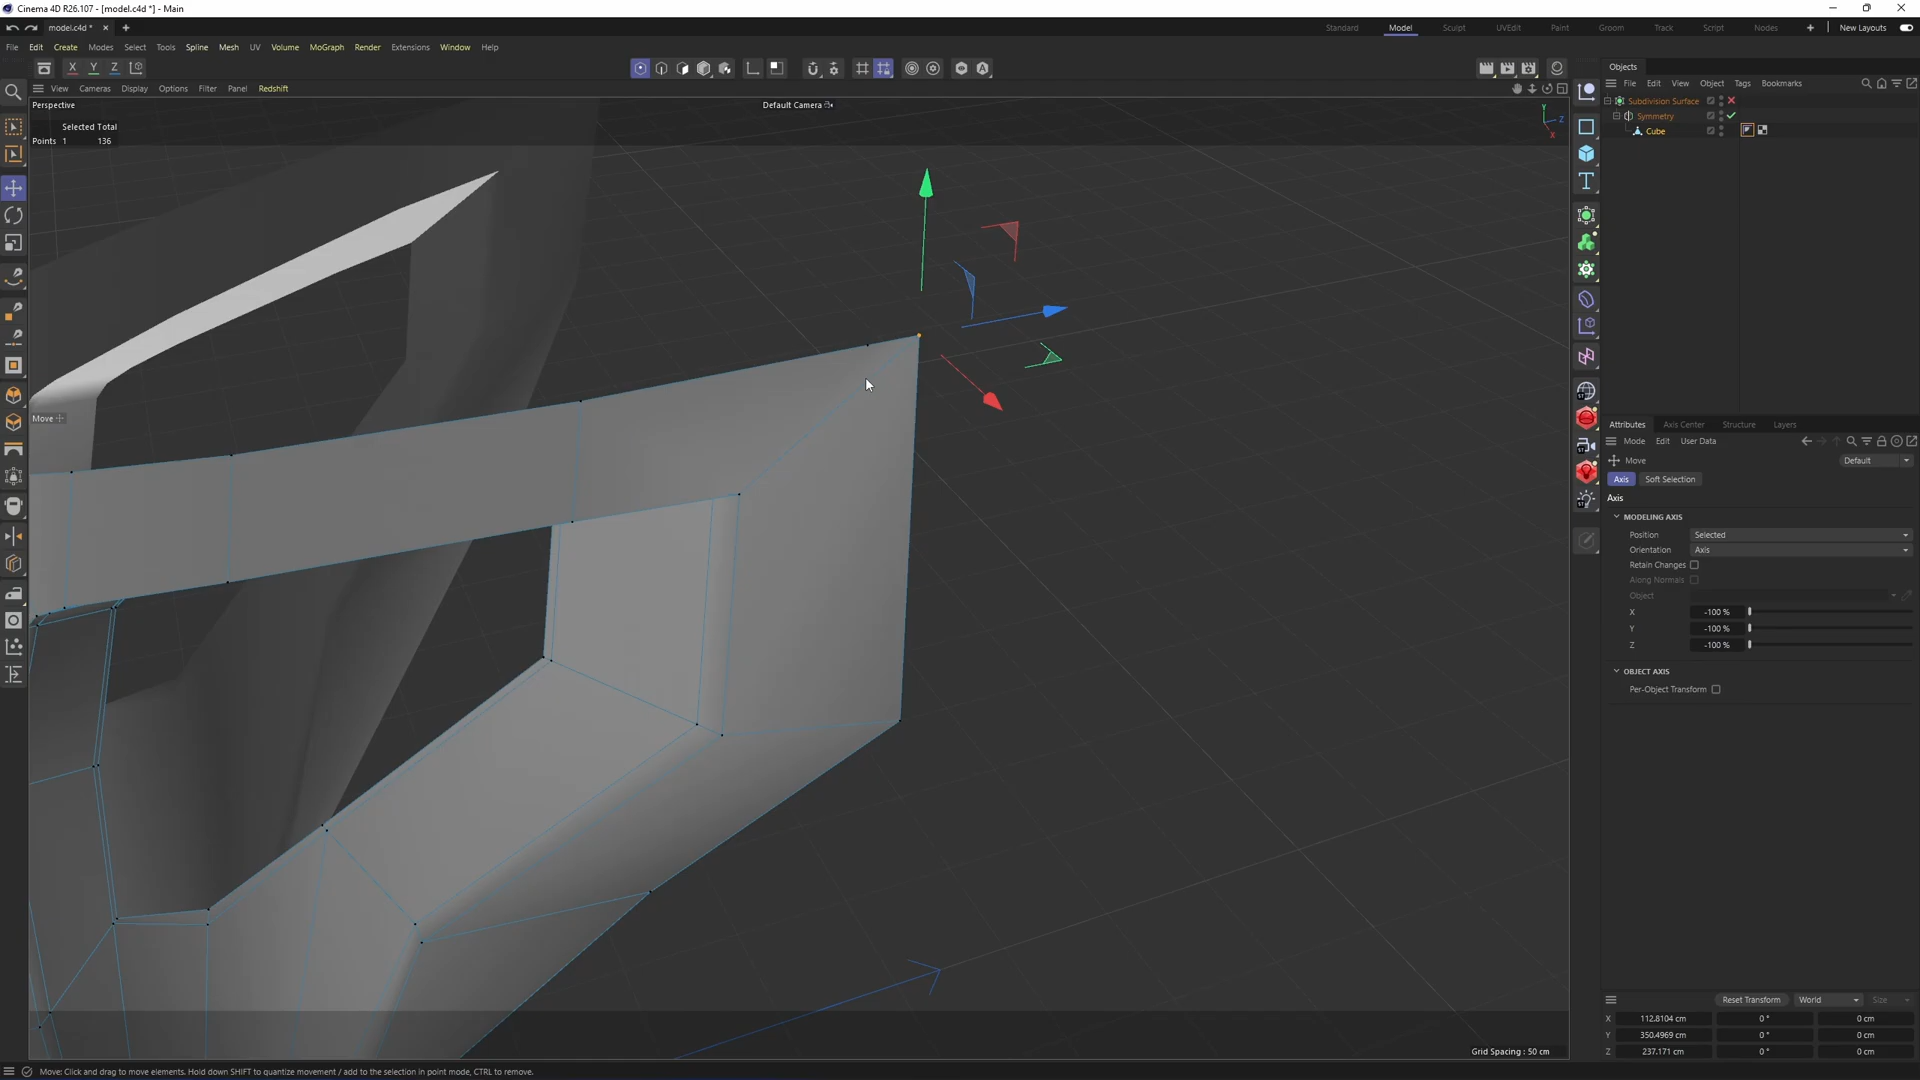 Cinema 4D R26.107 - [model.c4d *] - Main
model.c4d *
Standard Model Sculpt UVEdit Paint Groom Track Script Nodes New Layouts
File Edit Create Modes Select Tools Spline Mesh UV Volume MoGraph Render Extensions Window Help
X Y Z
View Cameras Display Options Filter Panel Redshift
Perspective
Default Camera
Selected Total
Points 1 136
Y
Z
X
Move
Grid Spacing : 50 cm
Objects
File Edit View Object Tags Bookmarks
Subdivision Surface
Symmetry
Cube
Attributes Axis Center Structure Layers
Mode Edit User Data
Move Default
Axis Soft Selection
Axis
MODELING AXIS
Position Selected
Orientation Axis
Retain Changes
Along Normals
Object
X -100 %
Y -100 %
Z -100 %
OBJECT AXIS
Per-Object Transform
Reset Transform World Size
X 112.8104 cm 0 ° 0 cm
Y 350.4969 cm 0 ° 0 cm
Z 237.171 cm 0 ° 0 cm
Move: Click and drag to move elements. Hold down SHIFT to quantize movement / add to the selection in point mode, CTRL to remove.